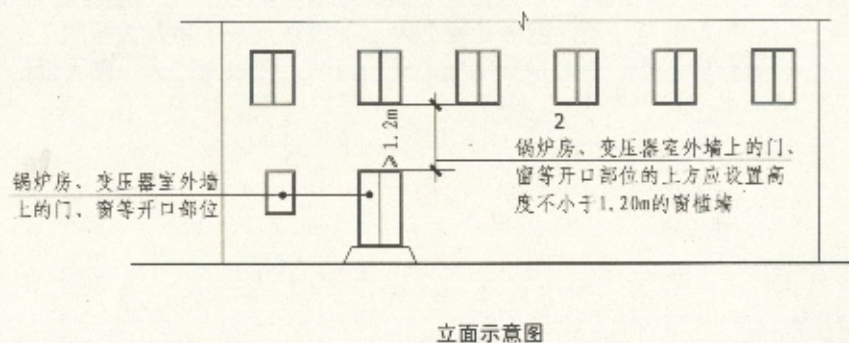 锅炉房、变压器室外墙
上的门、窗等开口部位
>1.2m
2
锅炉房、变压器室外墙上的门、
窗等开口部位的上方应设置高
度不小于1.20m的窗槛墙
立面示意图